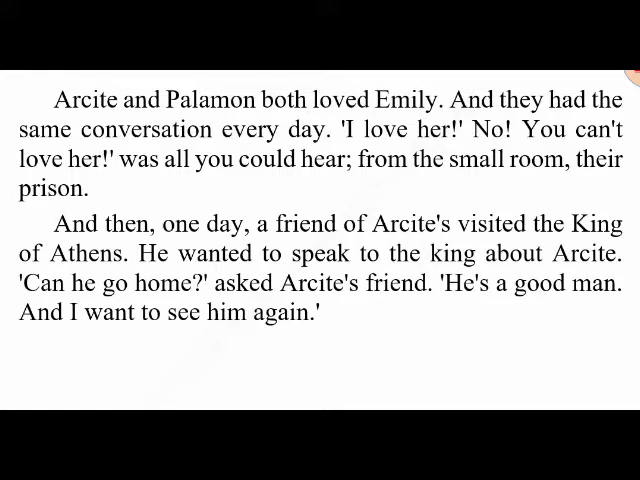 Arcite and Palamon both loved Emily. And they had the
same conversation every day. 'I love her!' No! You can't
love her!' was all you could hear; from the small room, their
prison.
And then, one day, a friend of Arcite's visited the King
of Athens. He wanted to speak to the king about Arcite.
'Can he go home?' asked Arcite's friend. 'He's a good man.
And I want to see him again.'